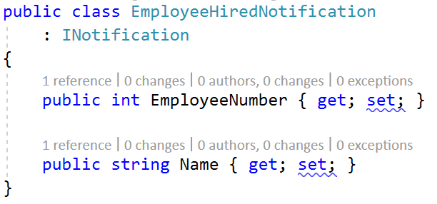 public class EmployeeHiredNotification
: INotification
{
1 reference | 0 changes | 0 authors, 0 changes | 0 exceptions
public int EmployeeNumber { get; set; }
1 reference | 0 changes | 0 authors, 0 changes | 0 exceptions
public string Name { get; set; }
}